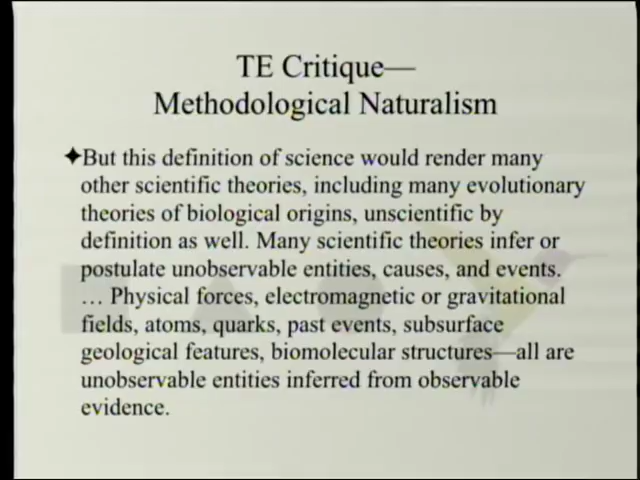 TE Critique—
Methodological Naturalism
✦But this definition of science would render many
other scientific theories, including many evolutionary
theories of biological origins, unscientific by
definition as well. Many scientific theories infer or
postulate unobservable entities, causes, and events.
… Physical forces, electromagnetic or gravitational
fields, atoms, quarks, past events, subsurface
geological features, biomolecular structures—all are
unobservable entities inferred from observable
evidence.